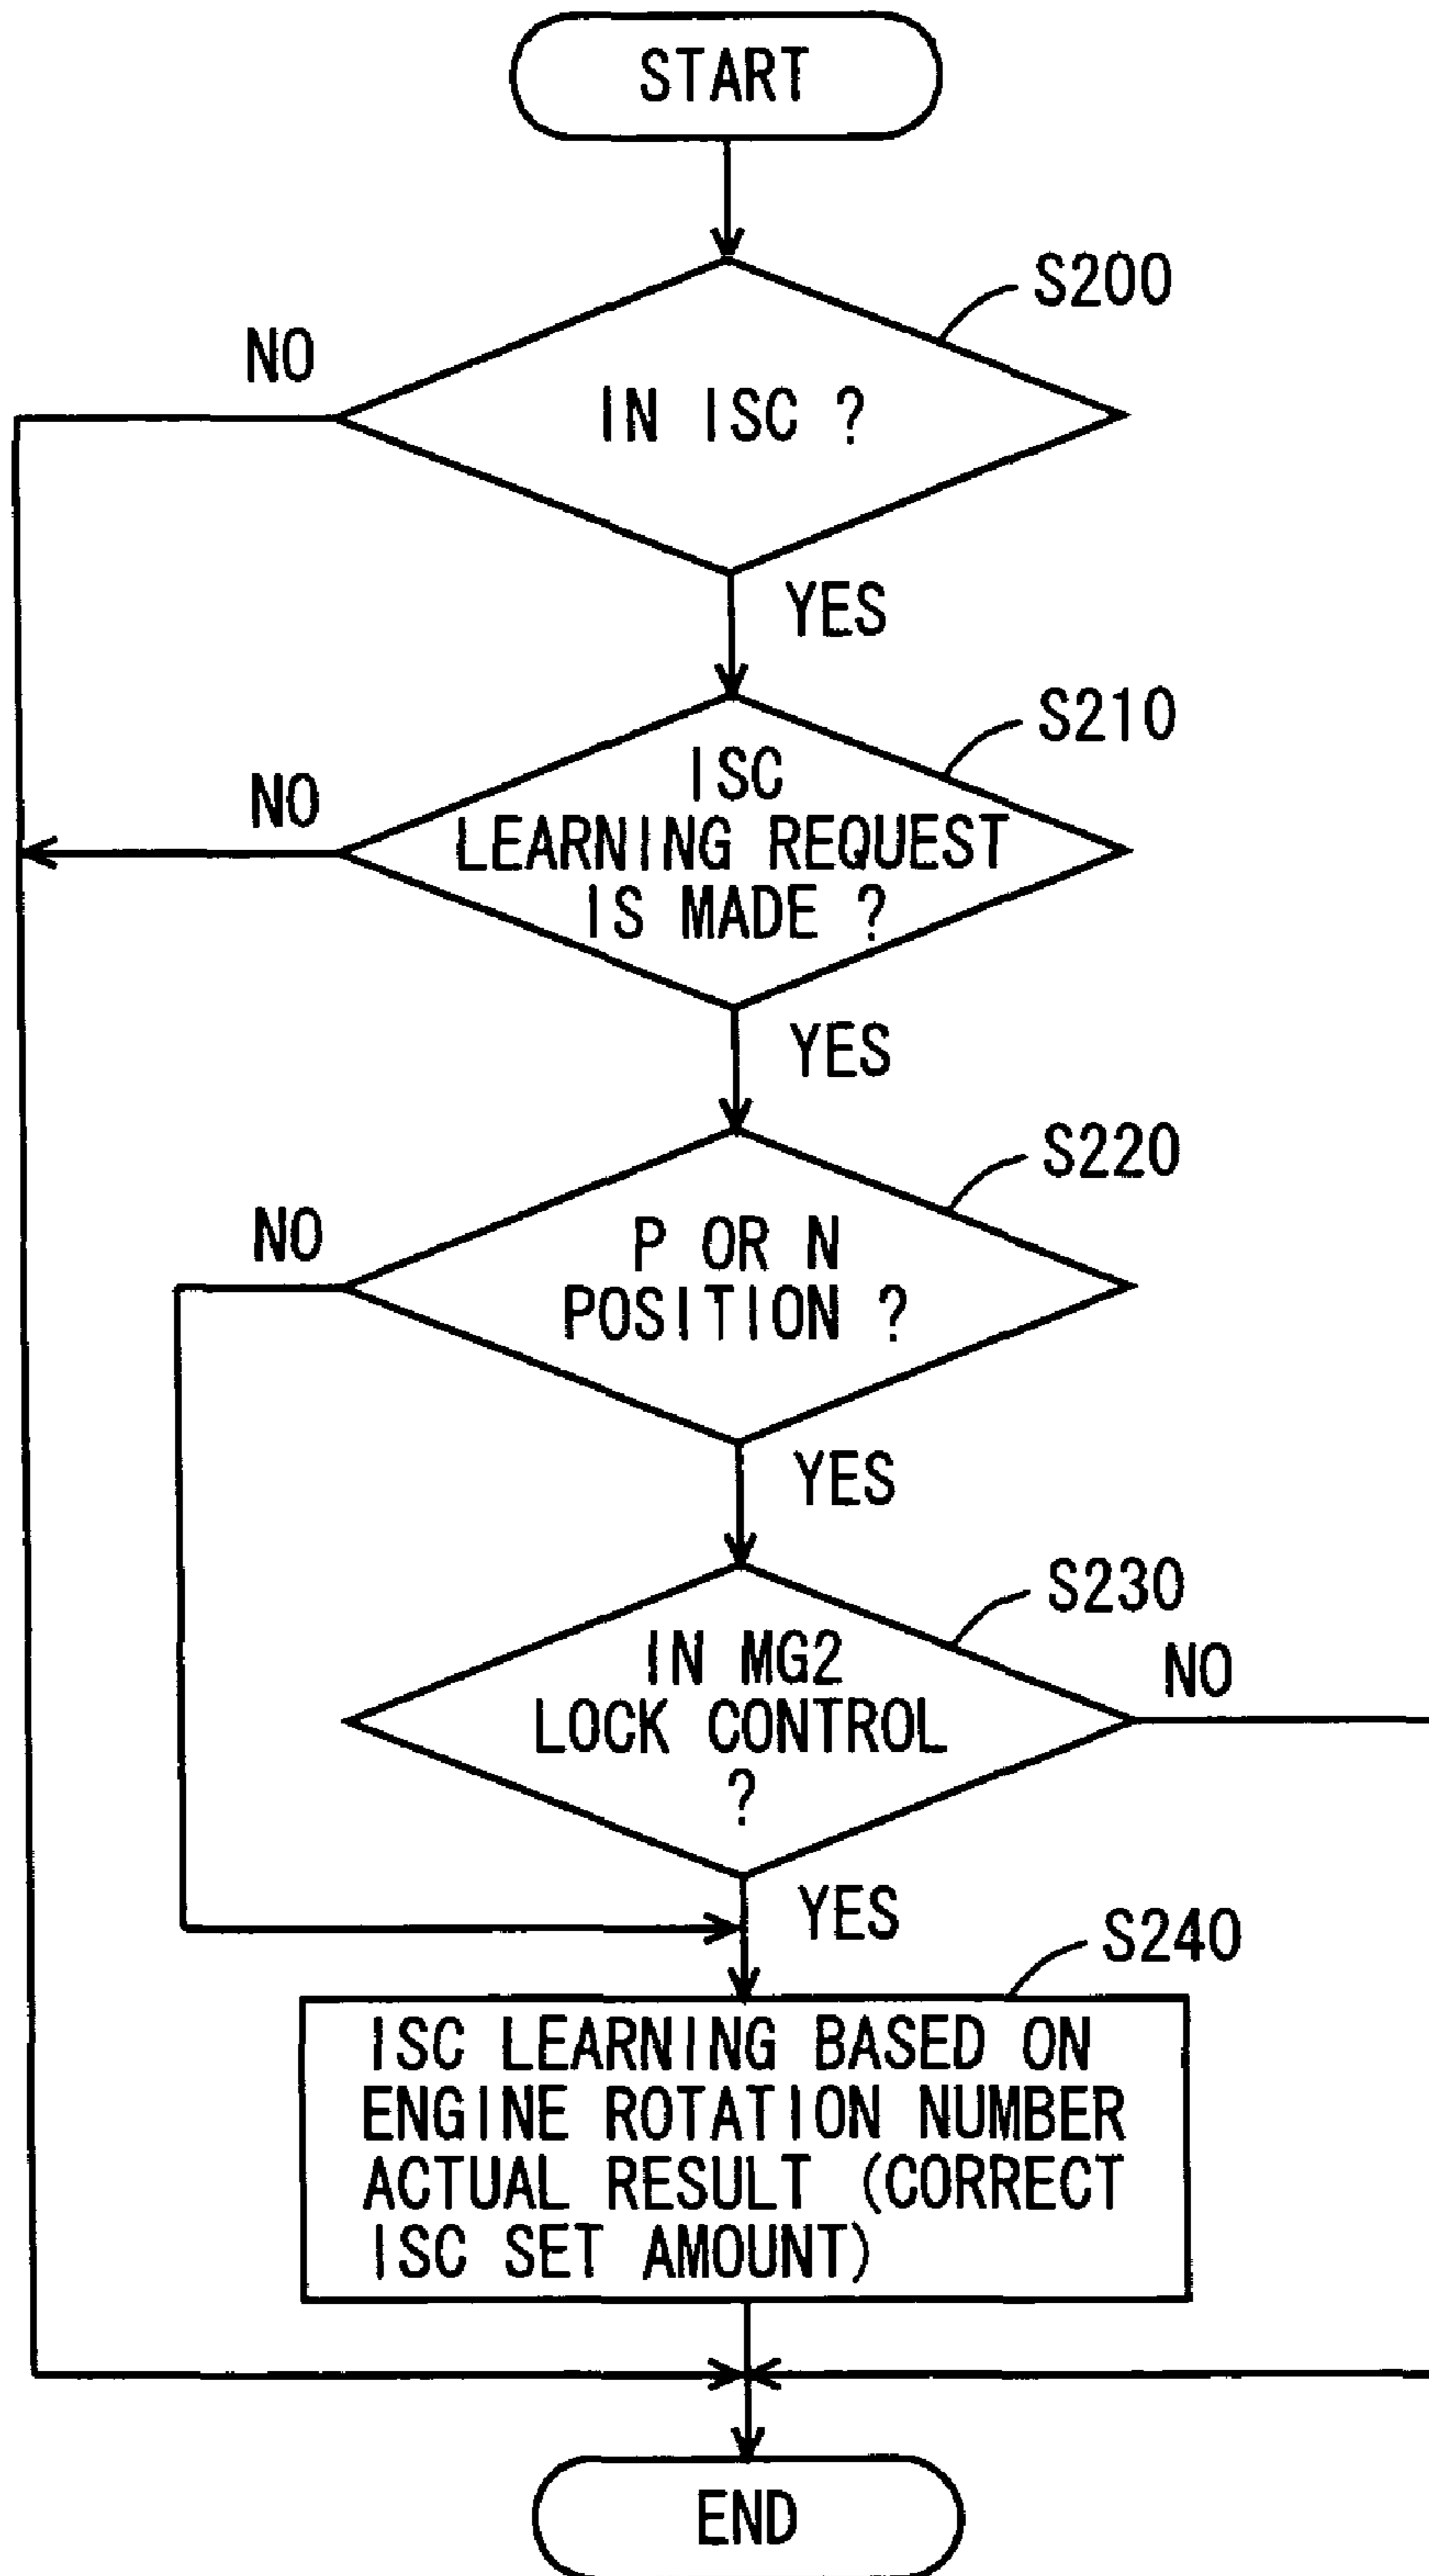 START
S200
NO
IN ISC ?
YES
S210
NO
ISC
LEARNING REQUEST
IS MADE ?
YES
S220
NO
P OR N
POSITION ?
YES
S230
IN MG2
LOCK CONTROL
?
NO
YES
S240
ISC LEARNING BASED ON
ENGINE ROTATION NUMBER
ACTUAL RESULT (CORRECT
ISC SET AMOUNT)
END